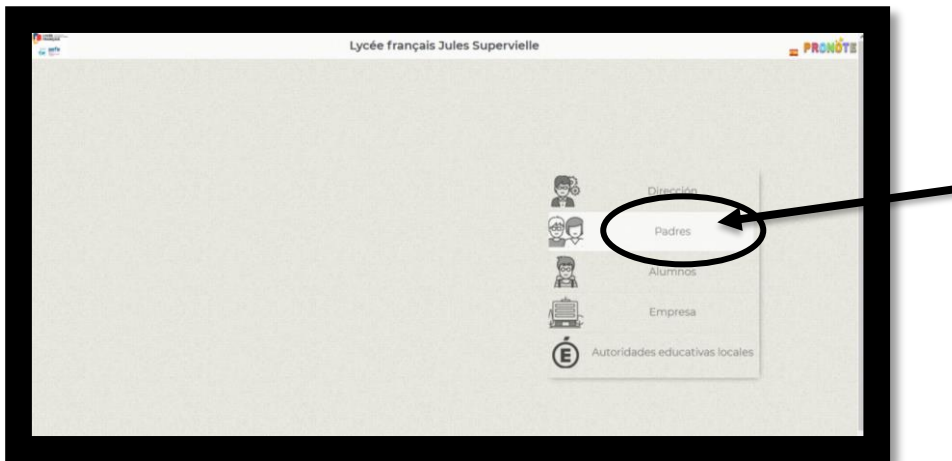 Lycée français Jules Supervielle
PRONOTE
Dirección
Padres
Alumnos
Empresa
É
Autoridades educativas locales